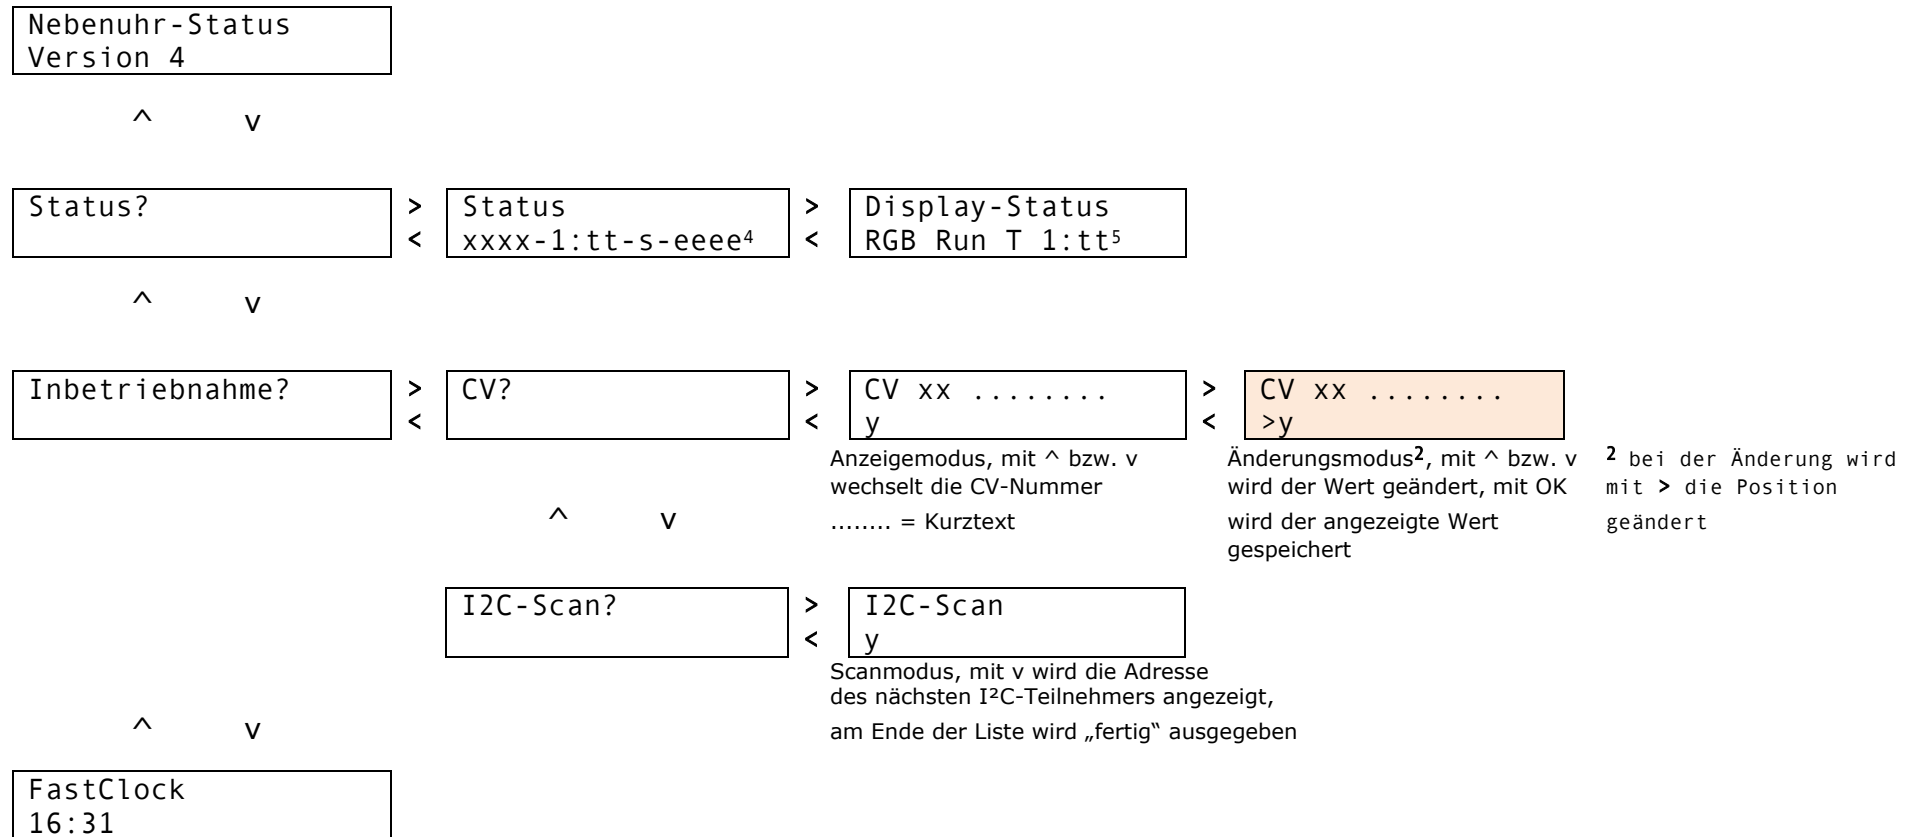 Nebenuhr-Status
Version 4
^ v
Status? > Status > Display-Status
< xxxx-1:tt-s-eeee⁴ < RGB Run T 1:tt⁵
^ v
Inbetriebnahme? > CV? > CV xx ........ > CV xx ........
< < y < >y
Anzeigemodus, mit ^ bzw. v
wechselt die CV-Nummer
........ = Kurztext
Änderungsmodus², mit ^ bzw. v
wird der Wert geändert, mit OK
wird der angezeigte Wert
gespeichert
² bei der Änderung wird
mit > die Position
geändert
^ v
I2C-Scan? > I2C-Scan
< y
Scanmodus, mit v wird die Adresse
des nächsten I²C-Teilnehmers angezeigt,
am Ende der Liste wird „fertig“ ausgegeben
^ v
FastClock
16:31